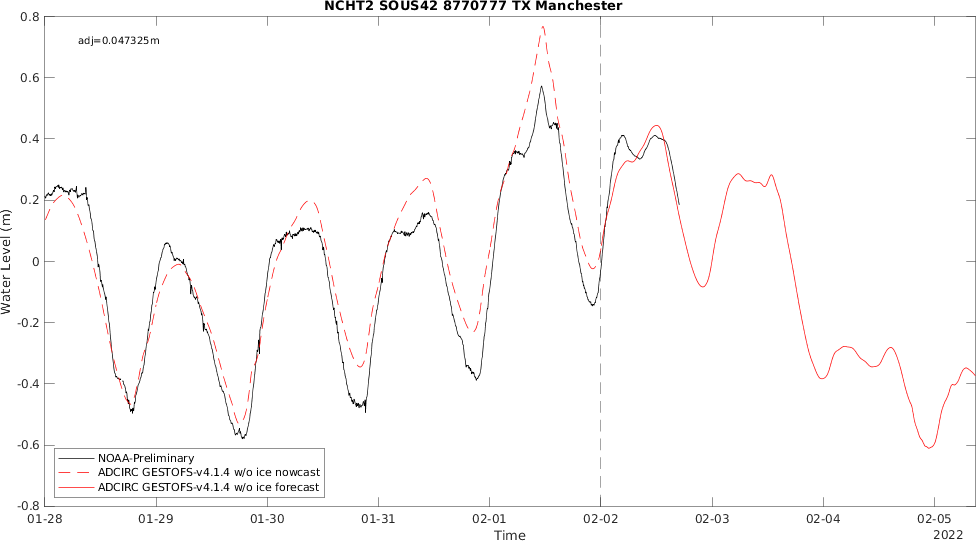 NCHT2 SOUS42 8770777 TX Manchester
adj=0.047325m
0.8
0.6
0.4
0.2
0
-0.2
-0.4
-0.6
-0.8
Water Level (m)
NOAA-Preliminary
ADCIRC GESTOFS-v4.1.4 w/o ice nowcast
ADCIRC GESTOFS-v4.1.4 w/o ice forecast
01-28 01-29 01-30 01-31 02-01 02-02 02-03 02-04 02-05
Time
2022